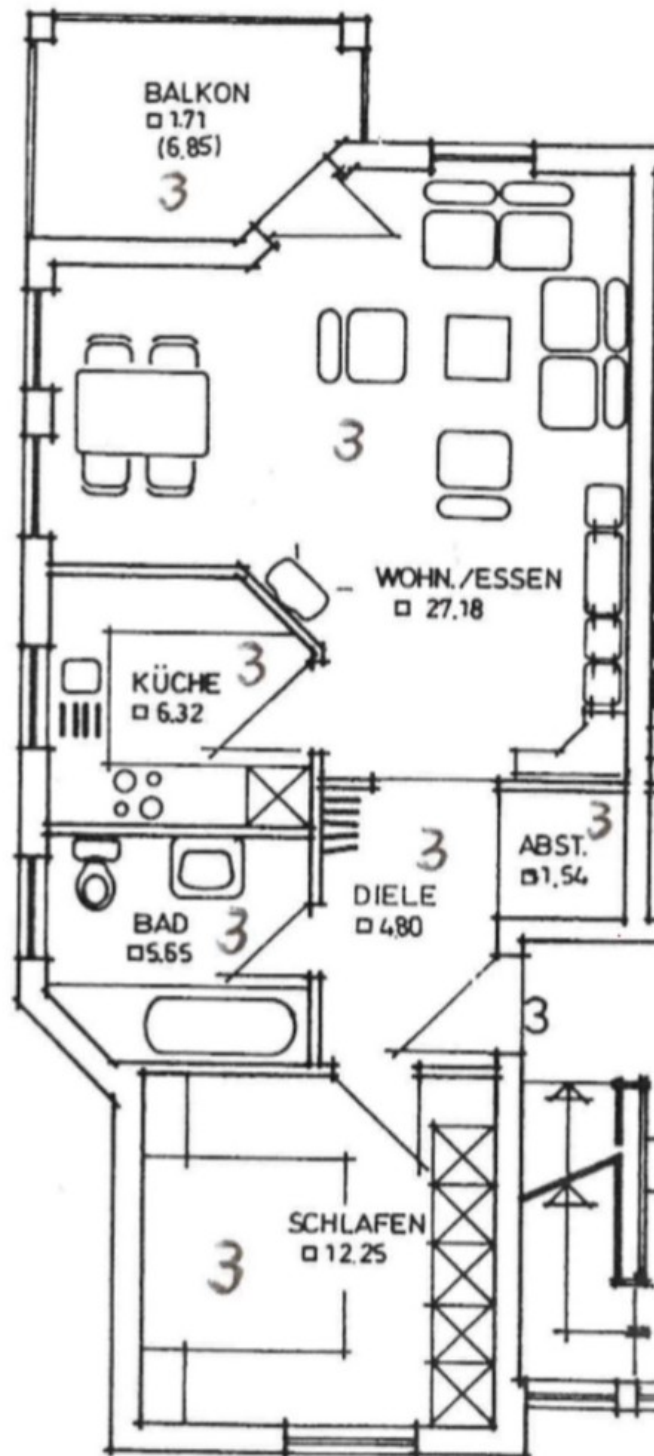 BALKON
□ 1.71
(6,85)
3
3
WOHN./ESSEN
□ 27,18
3
KÜCHE
□ 6.32
3
3
ABST.
□ 1,54
DIELE
□ 4,80
BAD
□ 5.65
3
3
SCHLAFEN
□ 12.25
3